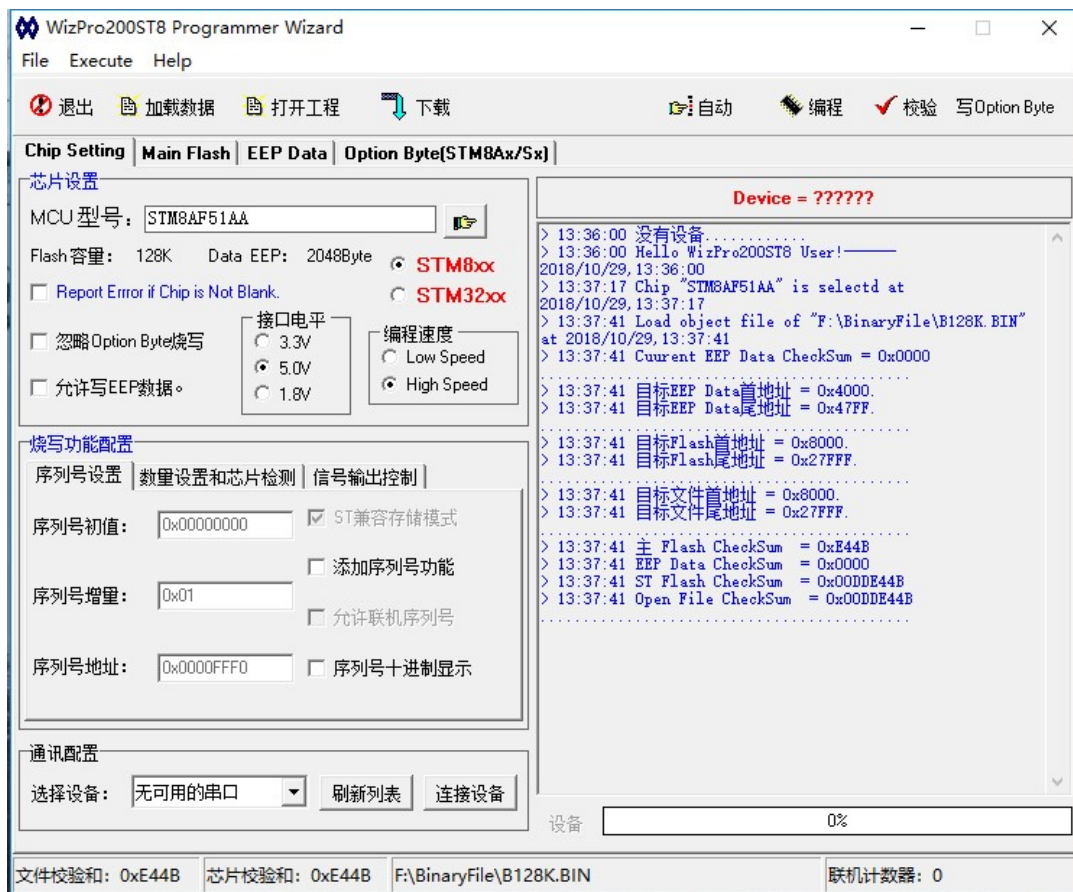 WizPro200ST8 Programmer Wizard
File Execute Help
退出 加载数据 打开工程 下载 自动 编程 校验 写Option Byte
Chip Setting Main Flash EEP Data Option Byte(STM8Ax/Sx)
芯片设置
MCU 型号: STM8AF51AA
Flash 容量: 128K Data EEP: 2048Byte
STM8xx
STM32xx
Report Errror if Chip is Not Blank.
忽略Option Byte烧写
允许写EEP数据。
接口电平
3.3V
5.0V
1.8V
编程速度
Low Speed
High Speed
烧写功能配置
序列号设置 数量设置和芯片检测 信号输出控制
序列号初值: 0x00000000 ST兼容存储模式
添加序列号功能
序列号增量: 0x01
允许联机序列号
序列号地址: 0x0000FFF0 序列号十进制显示
通讯配置
选择设备: 无可用的串口 刷新列表 连接设备
Device = ??????
> 13:36:00 没有设备............
> 13:36:00 Hello WizPro200ST8 User!——
2018/10/29,13:36:00
> 13:37:17 Chip "STM8AF51AA" is selectd at
2018/10/29,13:37:17
> 13:37:41 Load object file of "F:\BinaryFile\B128K.BIN"
at 2018/10/29,13:37:41
> 13:37:41 Cuurent EEP Data CheckSum = 0x0000
..............................................
> 13:37:41 目标EEP Data首地址 = 0x4000.
> 13:37:41 目标EEP Data尾地址 = 0x47FF.
..............................................
> 13:37:41 目标Flash首地址 = 0x8000.
> 13:37:41 目标Flash尾地址 = 0x27FFF.
..............................................
> 13:37:41 目标文件首地址 = 0x8000.
> 13:37:41 目标文件尾地址 = 0x27FFF.
..............................................
> 13:37:41 主 Flash CheckSum = 0xE44B
> 13:37:41 EEP Data CheckSum = 0x0000
> 13:37:41 ST Flash CheckSum = 0x00DDE44B
> 13:37:41 Open File CheckSum = 0x00DDE44B
..............................................
设备 0%
文件校验和: 0xE44B 芯片校验和: 0xE44B F:\BinaryFile\B128K.BIN 联机计数器: 0